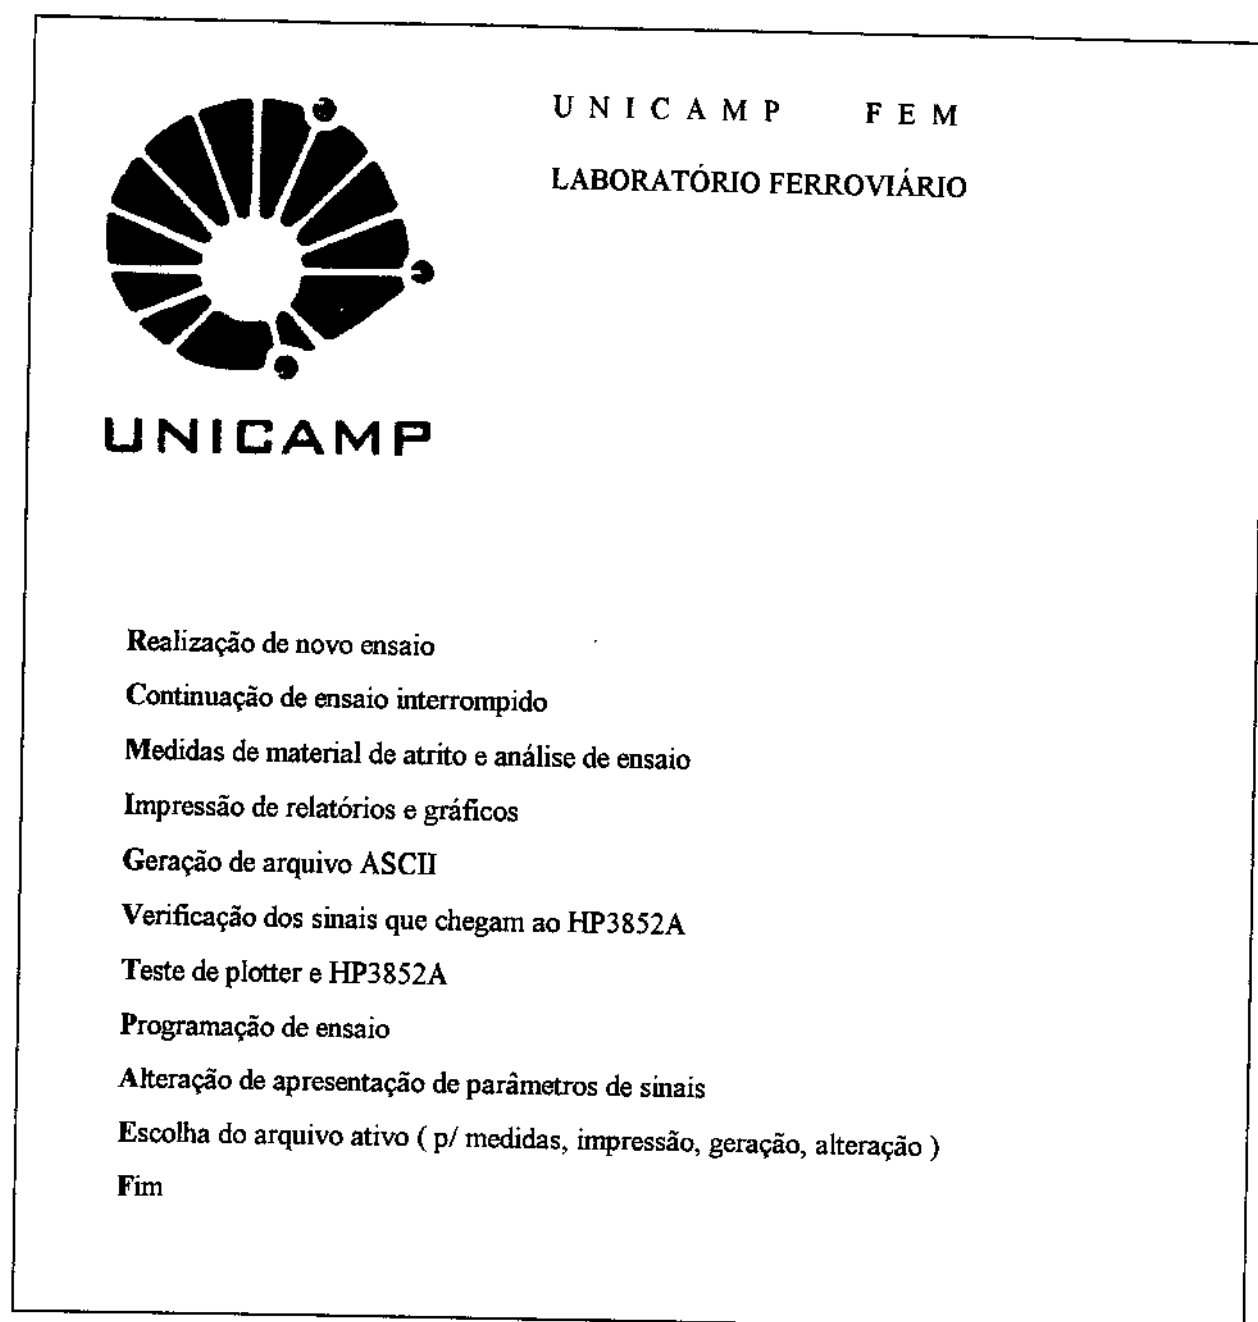 UNICAMP FEM
LABORATÓRIO FERROVIÁRIO
UNICAMP
Realização de novo ensaio
Continuação de ensaio interrompido
Medidas de material de atrito e análise de ensaio
Impressão de relatórios e gráficos
Geração de arquivo ASCII
Verificação dos sinais que chegam ao HP3852A
Teste de plotter e HP3852A
Programação de ensaio
Alteração de apresentação de parâmetros de sinais
Escolha do arquivo ativo ( p/ medidas, impressão, geração, alteração )
Fim